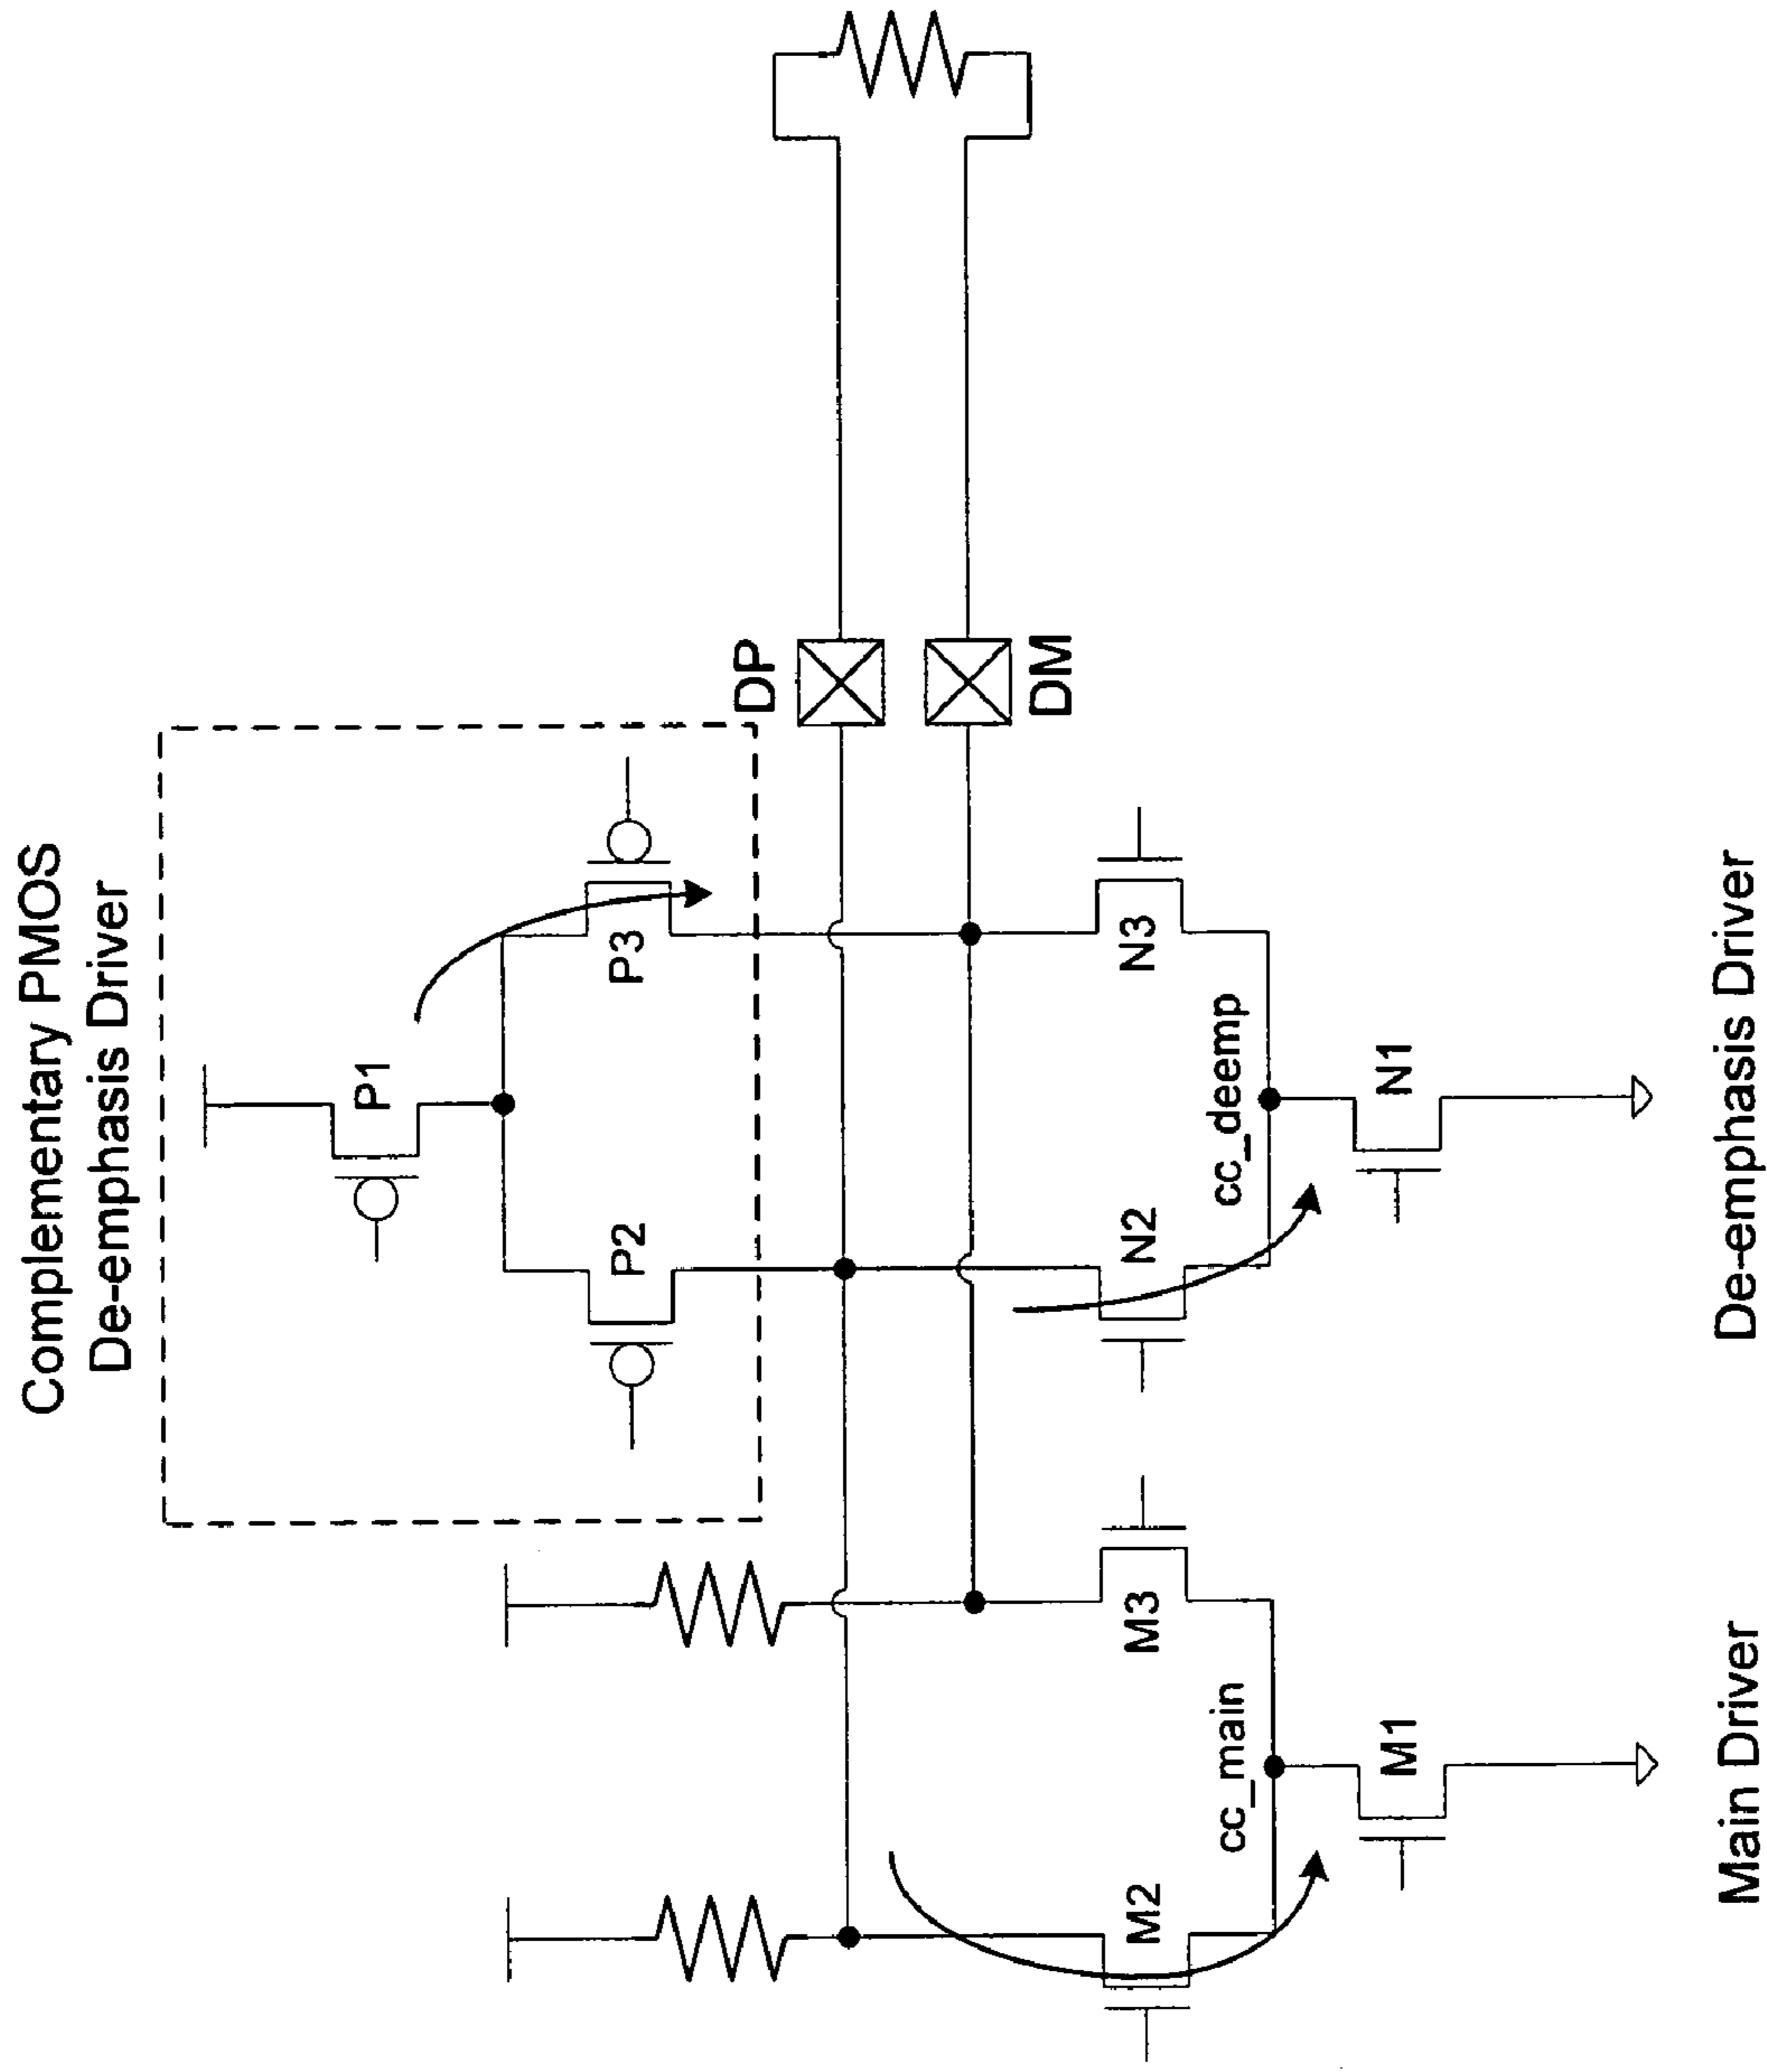 Complementary PMOS
De-emphasis Driver
P1
P2
P3
DP
DM
M2
M3
N2
N3
cc_main
cc_deemp
M1
N1
Main Driver
De-emphasis Driver